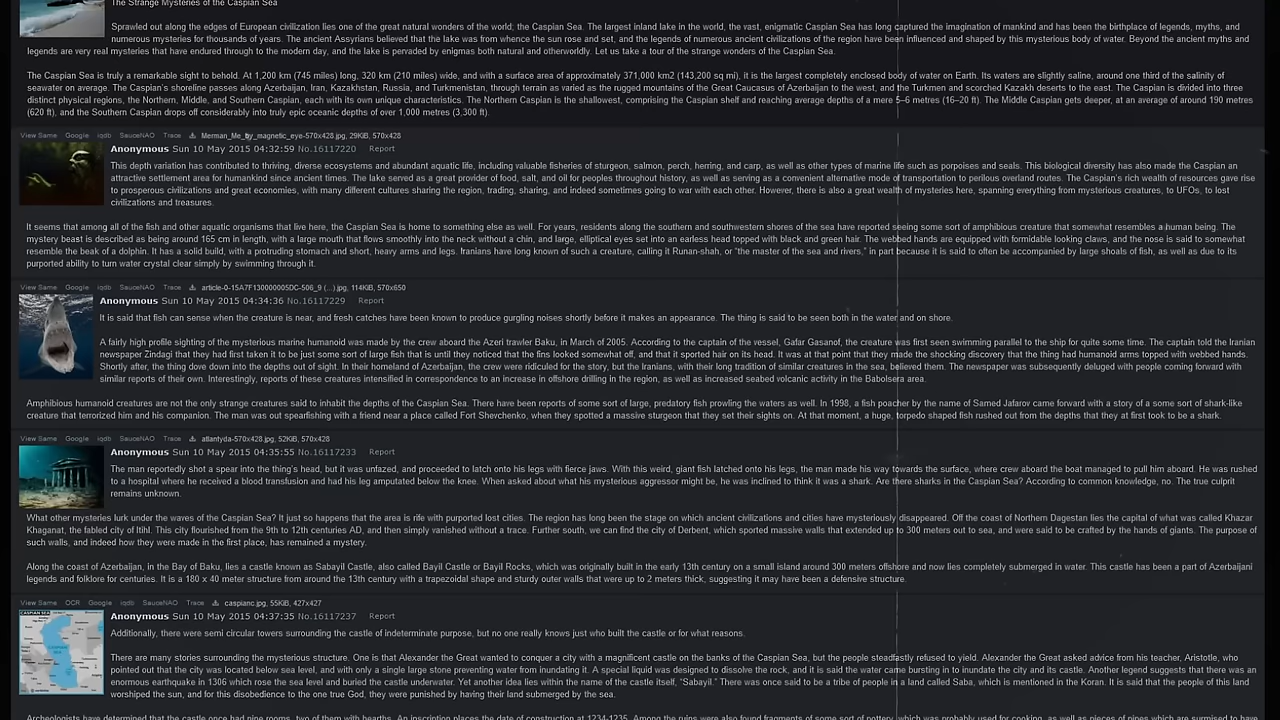 The Strange Mysteries of the Caspian Sea
Sprawled out along the edges of European civilization lies one of the great natural wonders of the world; the Caspian Sea. The largest inland lake in the world, the vast, enigmatic Caspian Sea has long captured the imagination of mankind and has been the birthplace of legends, myths, and
numerous mysteries for thousands of years. The ancient Assyrians believed that the lake was from whence the sun rose and set, and the legends of numerous ancient civilizations of the region have been influenced and shaped by this mysterious body of water. Beyond the ancient myths and
legends are very real mysteries that have endured through to the modern day, and the lake is pervaded by enigmas both natural and otherworldly. Let us take a tour of the strange wonders of the Caspian Sea.
The Caspian Sea is truly a remarkable sight to behold. At 1,200 km (745 miles) long, 320 km (210 miles) wide, and with a surface area of approximately 371,000 km2 (143,200 sq mi), it is the largest completely enclosed body of water on Earth. Its waters are slightly saline, around one third of the salinity of
seawater on average. The Caspian's shoreline passes along Azerbaijan, Iran, Kazakhstan, Russia, and Turkmenistan, through terrain as varied as the rugged mountains of the Great Caucasus of Azerbaijan to the west, and the Turkmen and scorched Kazakh deserts to the east. The Caspian is divided into three
distinct physical regions, the Northern, Middle, and Southern Caspian, each with its own unique characteristics. The Northern Caspian is the shallowest, comprising the Caspian shelf and reaching average depths of a mere 5–6 metres (16–20 ft). The Middle Caspian gets deeper, at an average of around 190 metres
(620 ft), and the Southern Caspian drops off considerably into truly epic oceanic depths of over 1,000 metres (3,300 ft).
View Same Google iqdb SauceNAO Trace Merman_Me_by_magnetic_eye-570x428.jpg, 29KiB, 570x428
Anonymous Sun 10 May 2015 04:32:59 No.16117220 Report
This depth variation has contributed to thriving, diverse ecosystems and abundant aquatic life, including valuable fisheries of sturgeon, salmon, perch, herring, and carp, as well as other types of marine life such as porpoises and seals. This biological diversity has also made the Caspian an
attractive settlement area for humankind since ancient times. The lake served as a great provider of food, salt, and oil for peoples throughout history, as well as serving as a convenient alternative mode of transportation to perilous overland routes. The Caspian's rich wealth of resources gave rise
to prosperous civilizations and great economies, with many different cultures sharing the region, trading, sharing, and indeed sometimes going to war with each other. However, there is also a great wealth of mysteries here, spanning everything from mysterious creatures, to UFOs, to lost
civilizations and treasures.
It seems that among all of the fish and other aquatic organisms that live here, the Caspian Sea is home to something else as well. For years, residents along the southern and southwestern shores of the sea have reported seeing some sort of amphibious creature that somewhat resembles a human being. The
mystery beast is described as being around 165 cm in length, with a large mouth that flows smoothly into the neck without a chin, and large, elliptical eyes set into an earless head topped with black and green hair. The webbed hands are equipped with formidable looking claws, and the nose is said to somewhat
resemble the beak of a dolphin. It has a solid build, with a protruding stomach and short, heavy arms and legs. Iranians have long known of such a creature, calling it Runan-shah, or “the master of the sea and rivers,” in part because it is said to often be accompanied by large shoals of fish, as well as due to its
purported ability to turn water crystal clear simply by swimming through it.
View Same Google iqdb SauceNAO Trace article-0-15A7F130000005DC-506_9 (...).jpg, 114KiB, 570x650
Anonymous Sun 10 May 2015 04:34:36 No.16117229 Report
It is said that fish can sense when the creature is near, and fresh catches have been known to produce gurgling noises shortly before it makes an appearance. The thing is said to be seen both in the water and on shore.
A fairly high profile sighting of the mysterious marine humanoid was made by the crew aboard the Azeri trawler Baku, in March of 2005. According to the captain of the vessel, Gafar Gasanof, the creature was first seen swimming parallel to the ship for quite some time. The captain told the Iranian
newspaper Zindagi that they had first taken it to be just some sort of large fish that is until they noticed that the fins looked somewhat off, and that it sported hair on its head. It was at that point that they made the shocking discovery that the thing had humanoid arms topped with webbed hands.
Shortly after, the thing dove down into the depths out of sight. In their homeland of Azerbaijan, the crew were ridiculed for the story, but the Iranians, with their long tradition of similar creatures in the sea, believed them. The newspaper was subsequently deluged with people coming forward with
similar reports of their own. Interestingly, reports of these creatures intensified in correspondence to an increase in offshore drilling in the region, as well as increased seabed volcanic activity in the Babolsera area.
Amphibious humanoid creatures are not the only strange creatures said to inhabit the depths of the Caspian Sea. There have been reports of some sort of large, predatory fish prowling the waters as well. In 1998, a fish poacher by the name of Samed Jafarov came forward with a story of a some sort of shark-like
creature that terrorized him and his companion. The man was out spearfishing with a friend near a place called Fort Shevchenko, when they spotted a massive sturgeon that they set their sights on. At that moment, a huge, torpedo shaped fish rushed out from the depths that they at first took to be a shark.
View Same Google iqdb SauceNAO Trace atlantyda-570x428.jpg, 52KiB, 570x428
Anonymous Sun 10 May 2015 04:35:55 No.16117233 Report
The man reportedly shot a spear into the thing's head, but it was unfazed, and proceeded to latch onto his legs with fierce jaws. With this weird, giant fish latched onto his legs, the man made his way towards the surface, where crew aboard the boat managed to pull him aboard. He was rushed
to a hospital where he received a blood transfusion and had his leg amputated below the knee. When asked about what his mysterious aggressor might be, he was inclined to think it was a shark. Are there sharks in the Caspian Sea? According to common knowledge, no. The true culprit
remains unknown.
What other mysteries lurk under the waves of the Caspian Sea? It just so happens that the area is rife with purported lost cities. The region has long been the stage on which ancient civilizations and cities have mysteriously disappeared. Off the coast of Northern Dagestan lies the capital of what was called Khazar
Khaganat, the fabled city of Itihl. This city flourished from the 9th to 12th centuries AD, and then simply vanished without a trace. Further south, we can find the city of Derbent, which sported massive walls that extended up to 300 meters out to sea, and were said to be crafted by the hands of giants. The purpose of
such walls, and indeed how they were made in the first place, has remained a mystery.
Along the coast of Azerbaijan, in the Bay of Baku, lies a castle known as Sabayil Castle, also called Bayil Castle or Bayil Rocks, which was originally built in the early 13th century on a small island around 300 meters offshore and now lies completely submerged in water. This castle has been a part of Azerbaijani
legends and folklore for centuries. It is a 180 x 40 meter structure from around the 13th century with a trapezoidal shape and sturdy outer walls that were up to 2 meters thick, suggesting it may have been a defensive structure.
View Same OCR Google iqdb SauceNAO Trace caspianc.jpg, 55KiB, 427x427
Anonymous Sun 10 May 2015 04:37:35 No.16117237 Report
CASPIAN SEA
Additionally, there were semi circular towers surrounding the castle of indeterminate purpose, but no one really knows just who built the castle or for what reasons.
There are many stories surrounding the mysterious structure. One is that Alexander the Great wanted to conquer a city with a magnificent castle on the banks of the Caspian Sea, but the people steadfastly refused to yield. Alexander the Great asked advice from his teacher, Aristotle, who
pointed out that the city was located below sea level, and with only a single large stone preventing water from inundating it. A special liquid was designed to dissolve the rock, and it is said the water came bursting in to inundate the city and its castle. Another legend suggests that there was an
enormous earthquake in 1306 which rose the sea level and buried the castle underwater. Yet another idea lies within the name of the castle itself, “Sabayil.” There was once said to be a tribe of people in a land called Saba, which is mentioned in the Koran. It is said that the people of this land
worshiped the sun, and for this disobedience to the one true God, they were punished by having their land submerged by the sea.
Archeologists have determined that the castle once had nine rooms, two of them with hearths. An inscription places the date of construction at 1234-1235. Among the ruins were also found fragments of some sort of pottery which was probably used for cooking, as well as pieces of pipes which are surmised to have